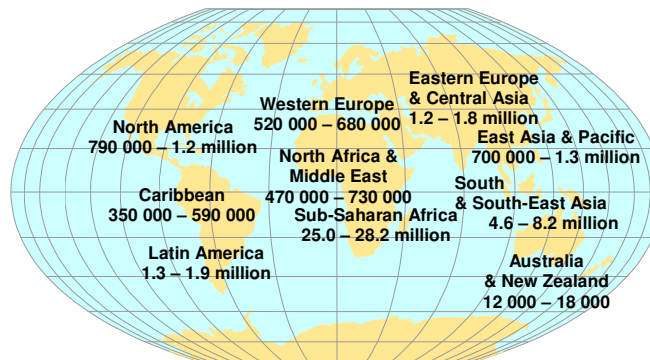 Eastern Europe
& Central Asia
1.2 – 1.8 million
Western Europe
520 000 – 680 000
North America
790 000 – 1.2 million
East Asia & Pacific
700 000 – 1.3 million
North Africa &
Middle East
470 000 – 730 000
South
& South-East Asia
4.6 – 8.2 million
Caribbean
350 000 – 590 000
Sub-Saharan Africa
25.0 – 28.2 million
Latin America
1.3 – 1.9 million
Australia
& New Zealand
12 000 – 18 000